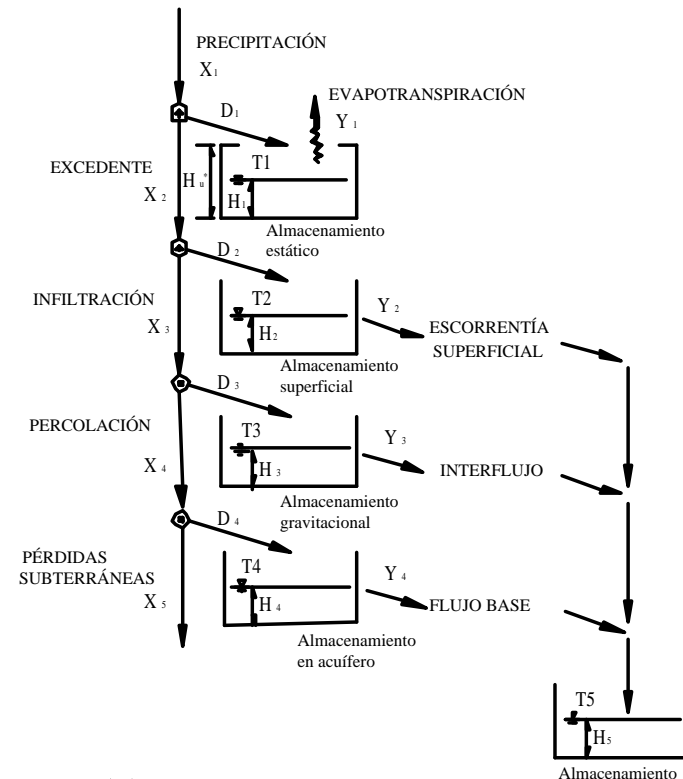 PRECIPITACIÓN
X₁
D₁
EVAPOTRANSPIRACIÓN
Y₁
EXCEDENTE
X₂
Hᵤ*
T1
H₁
Almacenamiento
estático
D₂
INFILTRACIÓN
X₃
T2
H₂
Y₂
ESCORRENTÍA
SUPERFICIAL
Almacenamiento
superficial
D₃
PERCOLACIÓN
X₄
T3
H₃
Y₃
INTERFLUJO
Almacenamiento
gravitacional
D₄
PÉRDIDAS
SUBTERRÁNEAS
X₅
T4
H₄
Y₄
FLUJO BASE
Almacenamiento
en acuífero
T5
H₅
Almacenamiento